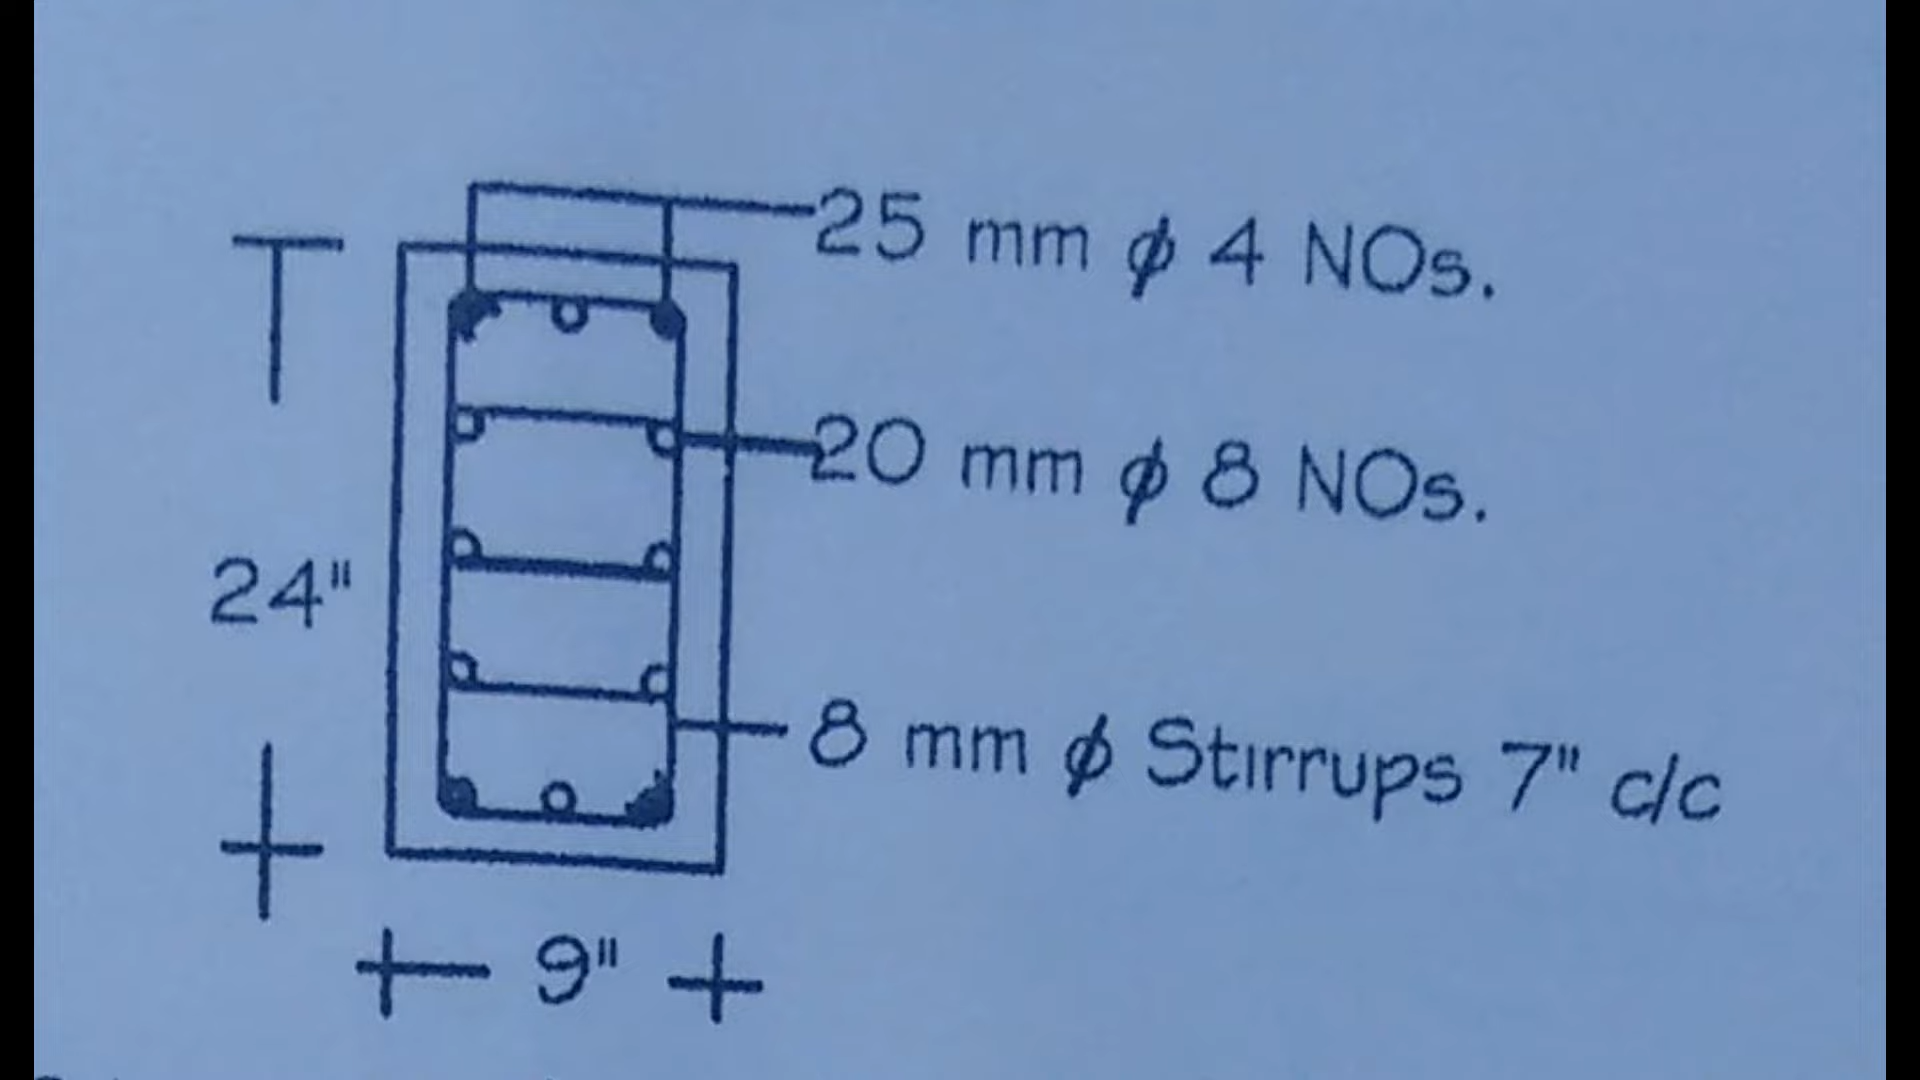 25 mm ϕ 4 NOs.
20 mm ϕ 8 NOs.
24"
8 mm ϕ Stirrups 7" c/c
9"